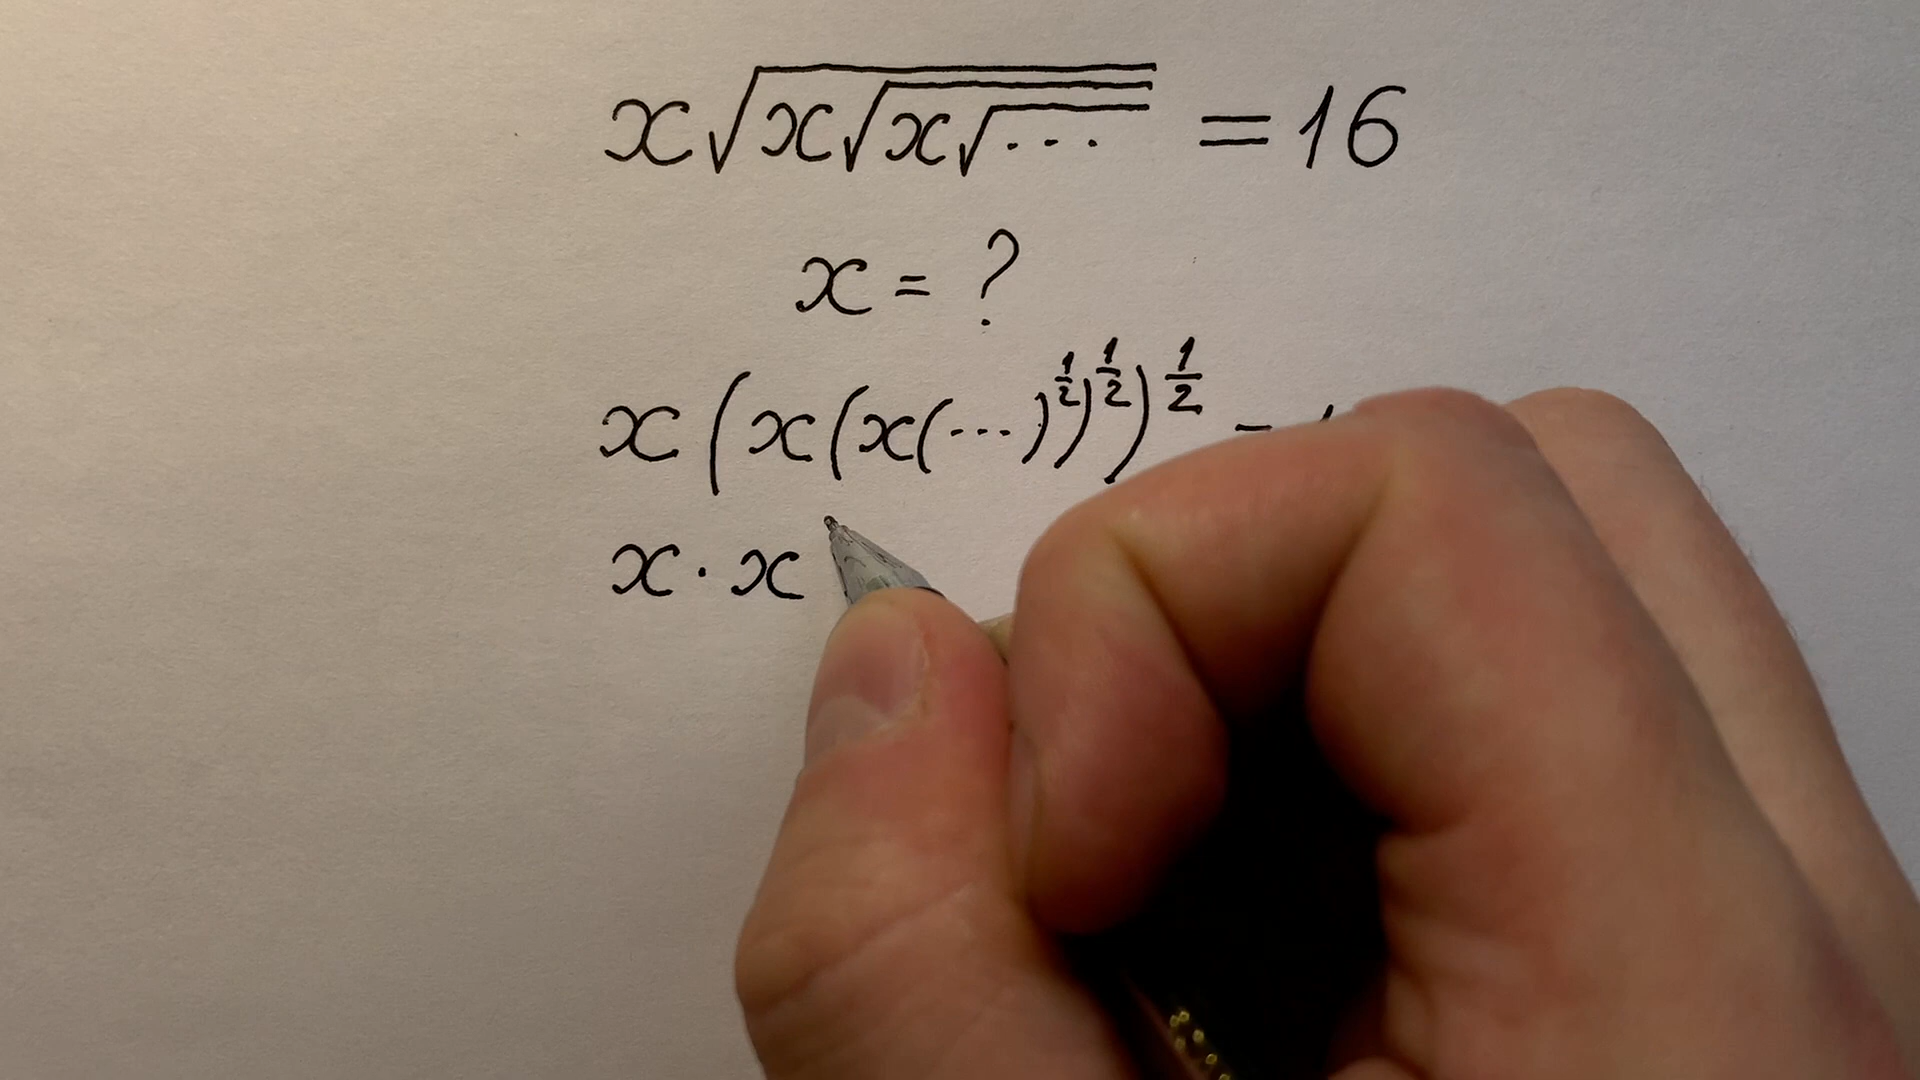 x√(x√(x√(...))) = 16
x = ?
x(x(x(...)^½)^½)^½ =
x · x